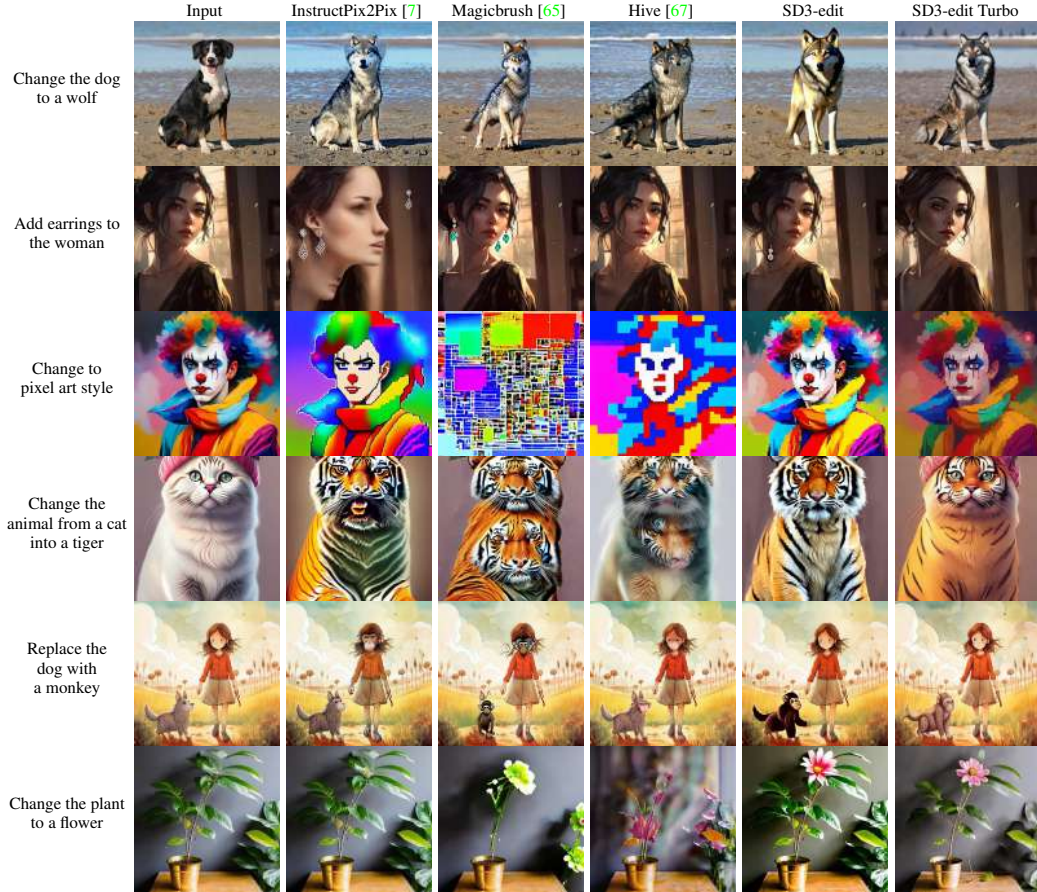 Input InstructPix2Pix [7] Magicbrush [65] Hive [67] SD3-edit SD3-edit Turbo
Change the dog
to a wolf
Add earrings to
the woman
Change to
pixel art style
Change the
animal from a cat
into a tiger
Replace the
dog with
a monkey
Change the plant
to a flower